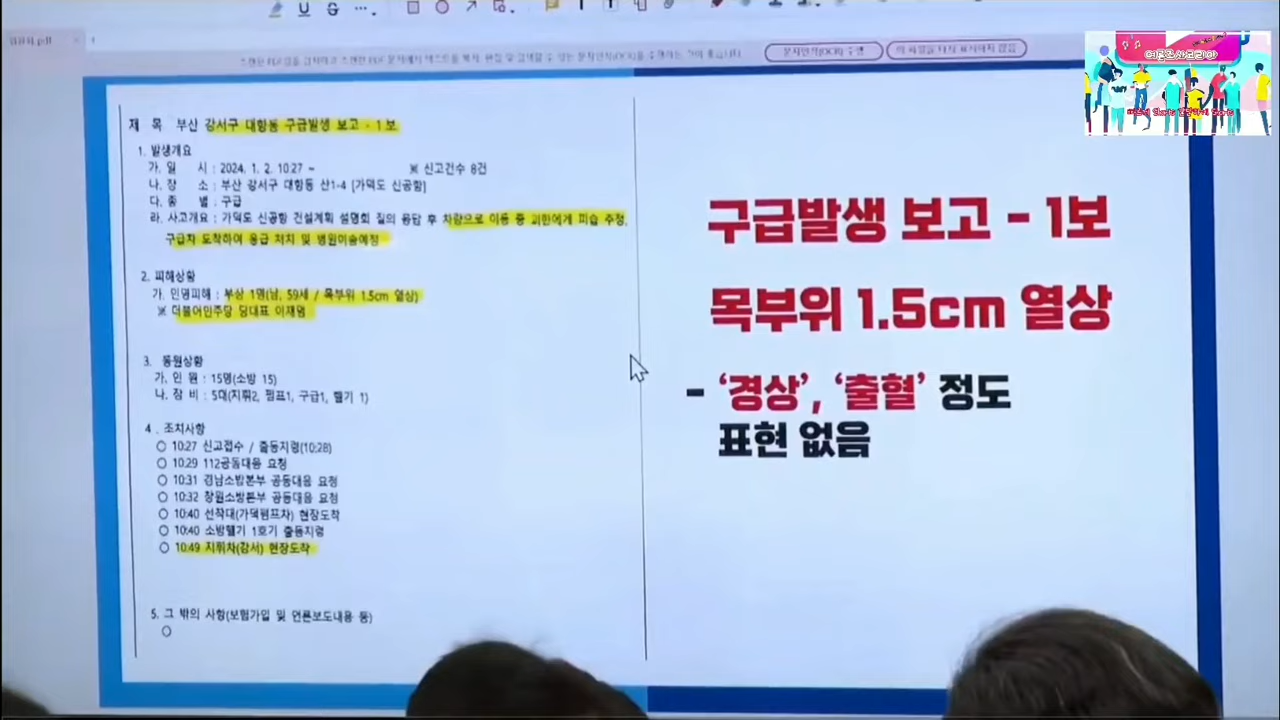 제 목 부산 강서구 대항동 구급발생 보고 - 1보
1. 발생개요
가. 일 시 : 2024. 1. 2. 10:27 ~ ※ 신고건수 8건
나. 장 소 : 부산 강서구 대항동 산1-4 [가덕도 신공항]
다. 종 별 : 구급
라. 사고개요 : 가덕도 신공항 건설계획 설명회 질의 응답 후 차량으로 이동 중 괴한에게 피습 추정,
구급차 도착하여 응급 처치 및 병원이송예정
2. 피해상황
가. 인명피해 : 부상 1명(남, 59세 / 목부위 1.5cm 열상)
※ 더불어민주당 당대표 이재명
3. 동원상황
가. 인 원 : 15명(소방 15)
나. 장 비 : 5대(지휘2, 펌프1, 구급1, 헬기 1)
4. 조치사항
○ 10:27 신고접수 / 출동지령(10:28)
○ 10:29 112공동대응 요청
○ 10:31 경남소방본부 공동대응 요청
○ 10:32 창원소방본부 공동대응 요청
○ 10:40 선착대(가덕펌프차) 현장도착
○ 10:40 소방헬기 1호기 출동지령
○ 10:49 지휘차(강서) 현장도착
5. 그 밖의 사항(보험가입 및 언론보도내용 등)
○
구급발생 보고 - 1보
목부위 1.5cm 열상
- ‘경상’, ‘출혈’ 정도
표현 없음